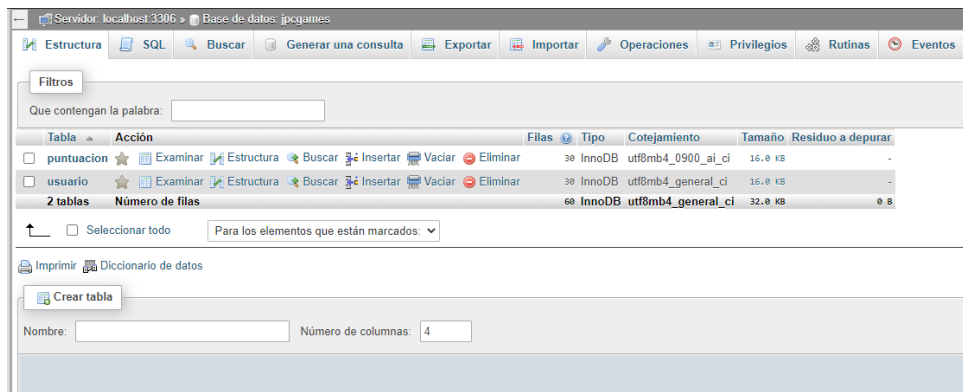 Servidor: localhost:3306 » Base de datos: jpcgames
Estructura SQL Buscar Generar una consulta Exportar Importar Operaciones Privilegios Rutinas Eventos
Filtros
Que contengan la palabra:
Tabla Acción Filas Tipo Cotejamiento Tamaño Residuo a depurar
puntuacion Examinar Estructura Buscar Insertar Vaciar Eliminar 30 InnoDB utf8mb4_0900_ai_ci 16.0 KB -
usuario Examinar Estructura Buscar Insertar Vaciar Eliminar 30 InnoDB utf8mb4_general_ci 16.0 KB -
2 tablas Número de filas 60 InnoDB utf8mb4_general_ci 32.0 KB 0 B
Seleccionar todo Para los elementos que están marcados:
Imprimir Diccionario de datos
Crear tabla
Nombre: Número de columnas: 4